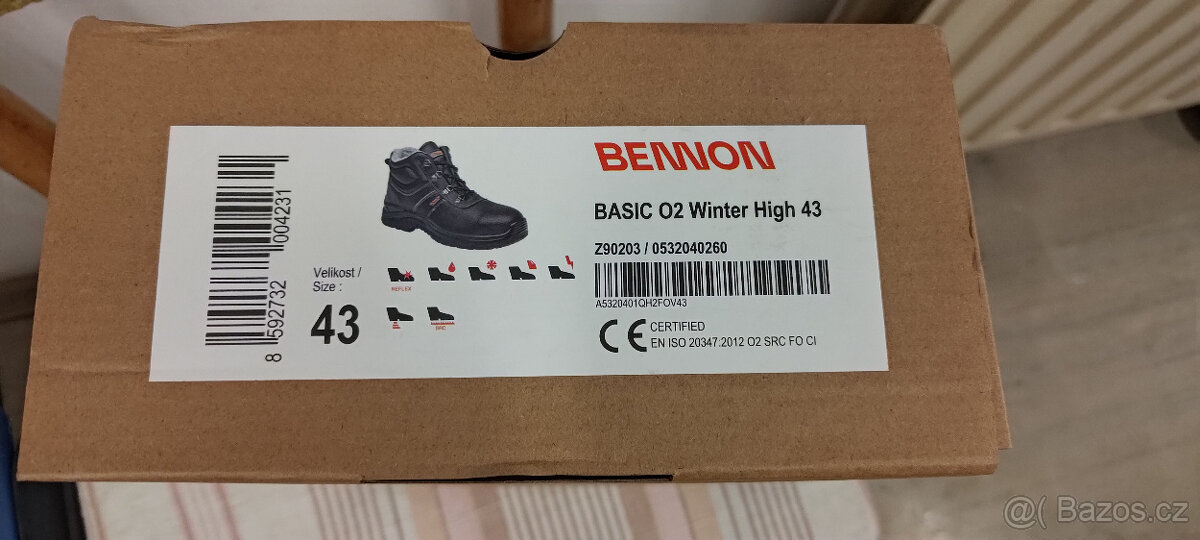 BENNON
BASIC O2 Winter High 43
Z90203 / 0532040260
A5320401QH2FOV43
CE CERTIFIED
EN ISO 20347:2012 O2 SRC FO CI
Velikost /
Size :
43
REFLEX
SRC
8 592732 004231
@( Bazos.cz